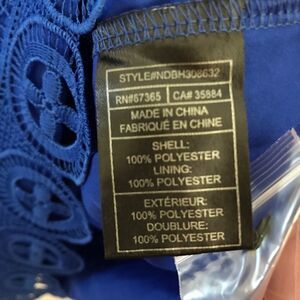 STYLE#NDBH308632
RN#67365 CA# 35884
MADE IN CHINA
FABRIQUÉ EN CHINE
SHELL:
100% POLYESTER
LINING:
100% POLYESTER
EXTÉRIEUR:
100% POLYESTER
DOUBLURE:
100% POLYESTER